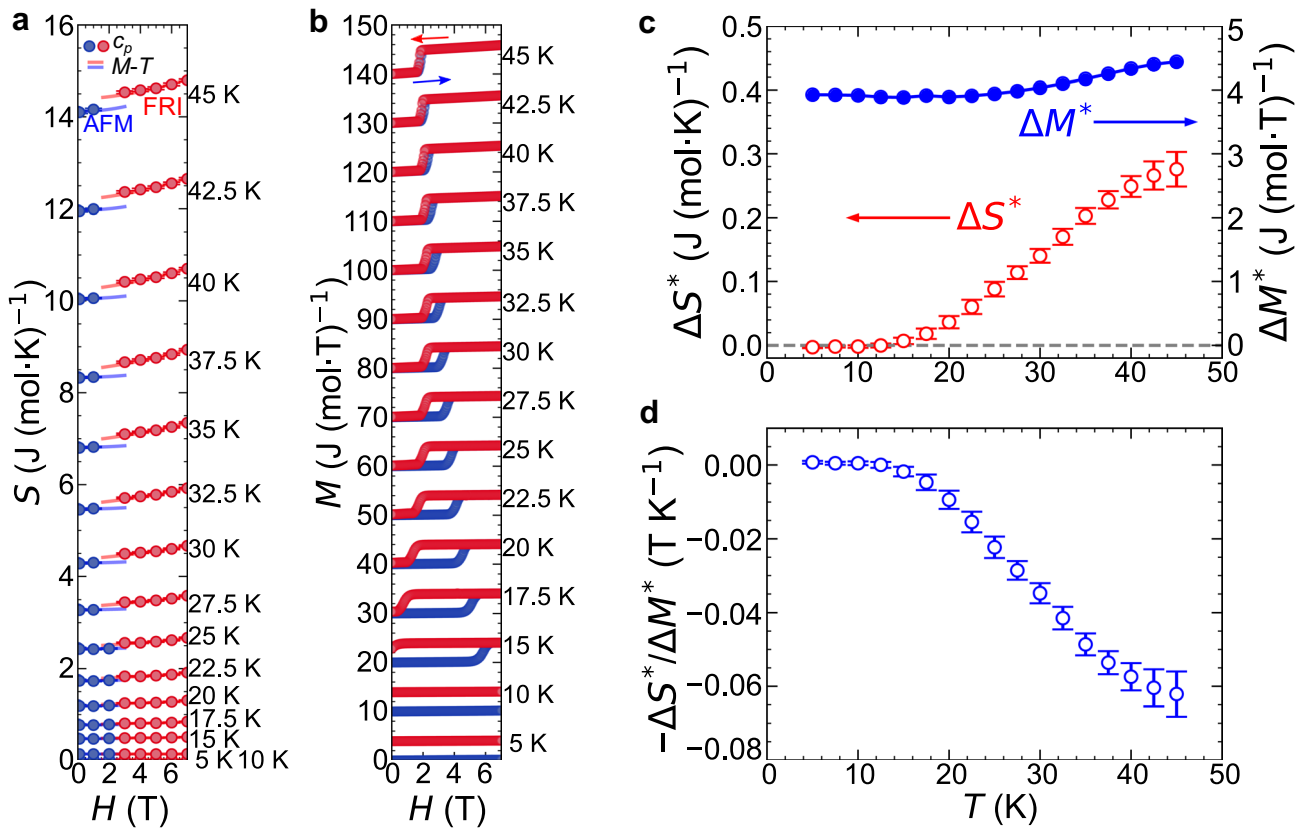 a
S (J (mol·K)⁻¹)
16
14
12
10
8
6
4
2
0
cₚ
M-T
FRI
AFM
45 K
42.5 K
40 K
37.5 K
35 K
32.5 K
30 K
27.5 K
25 K
22.5 K
20 K
17.5 K
15 K
5 K 10 K
0 2 4 6
H (T)
b
M (J (mol·T)⁻¹)
150
140
130
120
110
100
90
80
70
60
50
40
30
20
10
0
45 K
42.5 K
40 K
37.5 K
35 K
32.5 K
30 K
27.5 K
25 K
22.5 K
20 K
17.5 K
15 K
10 K
5 K
0 2 4 6
H (T)
c
ΔS* (J (mol·K)⁻¹)
0.5
0.4
0.3
0.2
0.1
0.0
ΔM*
ΔS*
5
4
3
2
1
0
ΔM* (J (mol·T)⁻¹)
0 10 20 30 40 50
d
−ΔS*/ΔM* (T K⁻¹)
0.00
−0.02
−0.04
−0.06
−0.08
0 10 20 30 40 50
T (K)